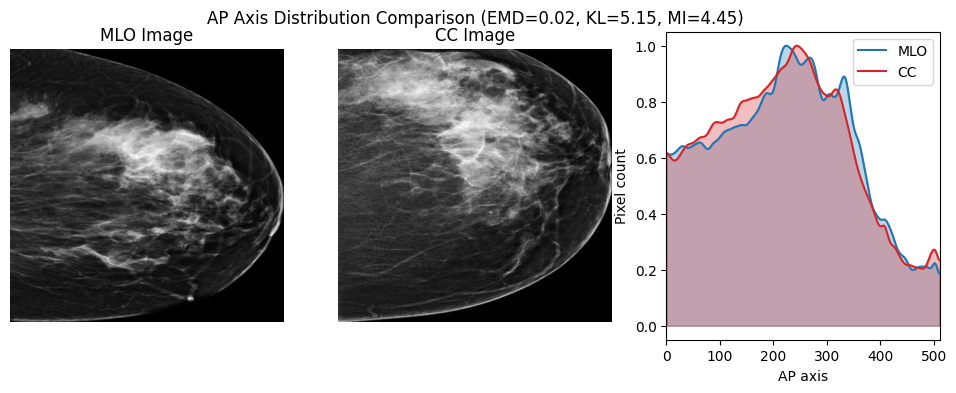 AP Axis Distribution Comparison (EMD=0.02, KL=5.15, MI=4.45)
MLO Image
CC Image
MLO
CC
Pixel count
1.0
0.8
0.6
0.4
0.2
0.0
0 100 200 300 400 500
AP axis